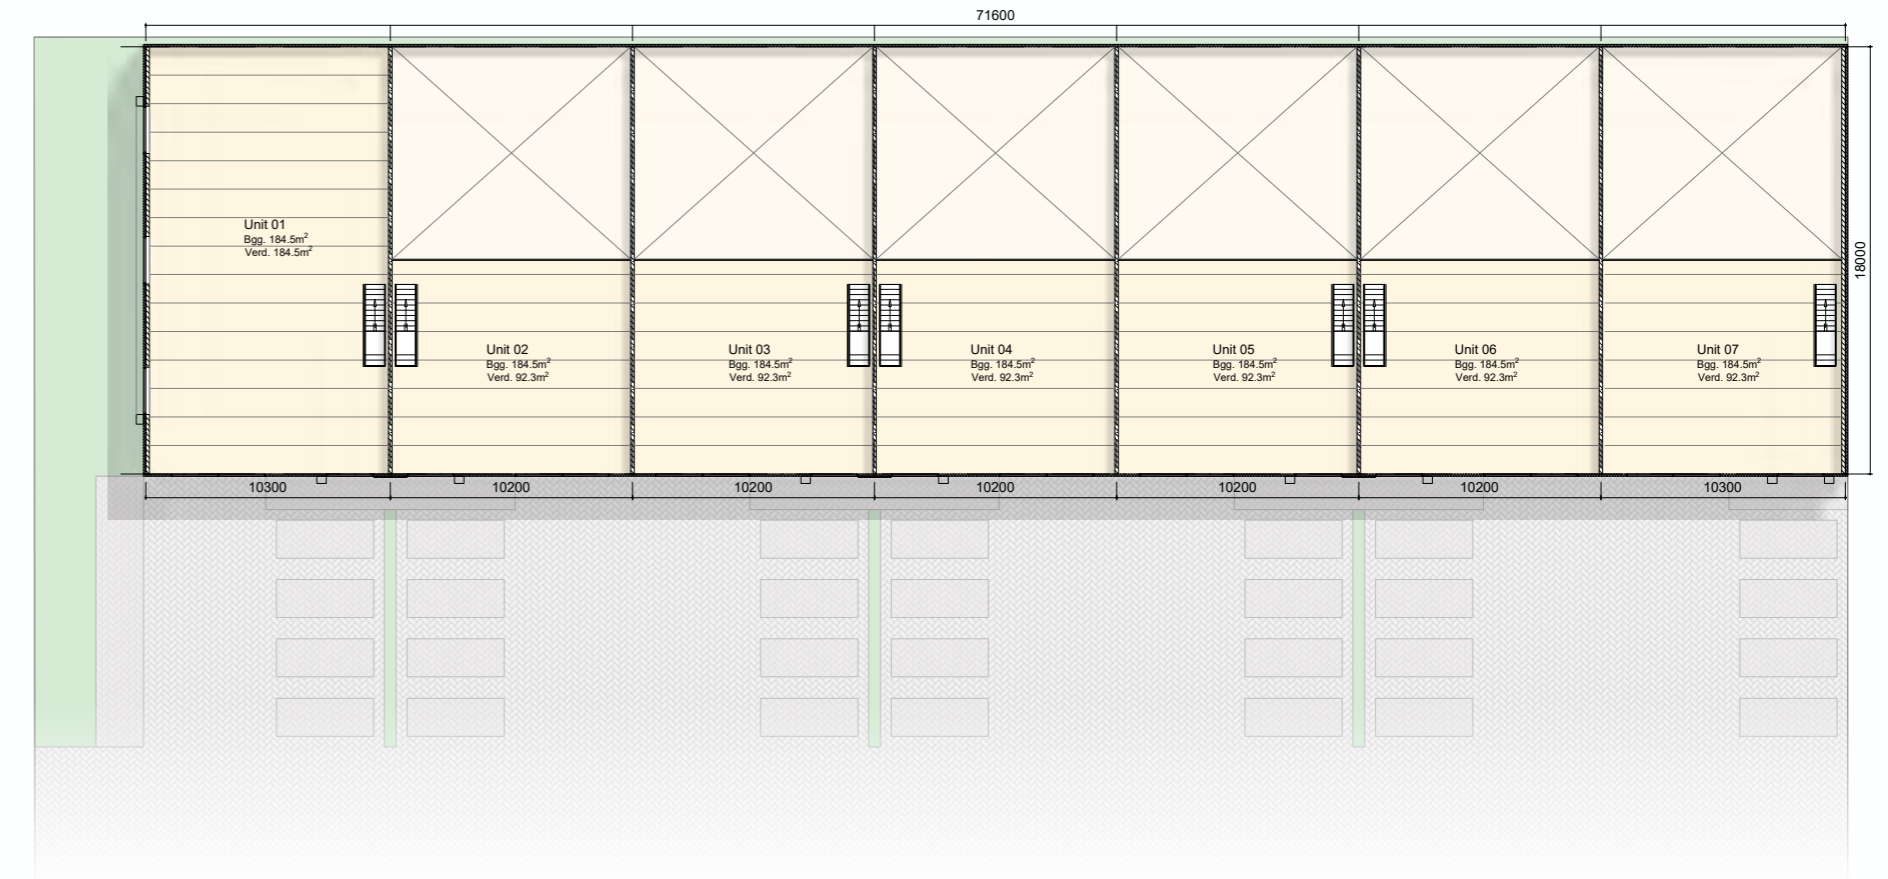 71600
Unit 01
Bgg. 184.5m²
Verd. 184.5m²
18000
Unit 02
Bgg. 184.5m²
Verd. 92.3m²
Unit 03
Bgg. 184.5m²
Verd. 92.3m²
Unit 04
Bgg. 184.5m²
Verd. 92.3m²
Unit 05
Bgg. 184.5m²
Verd. 92.3m²
Unit 06
Bgg. 184.5m²
Verd. 92.3m²
Unit 07
Bgg. 184.5m²
Verd. 92.3m²
10300
10200
10200
10200
10200
10200
10300